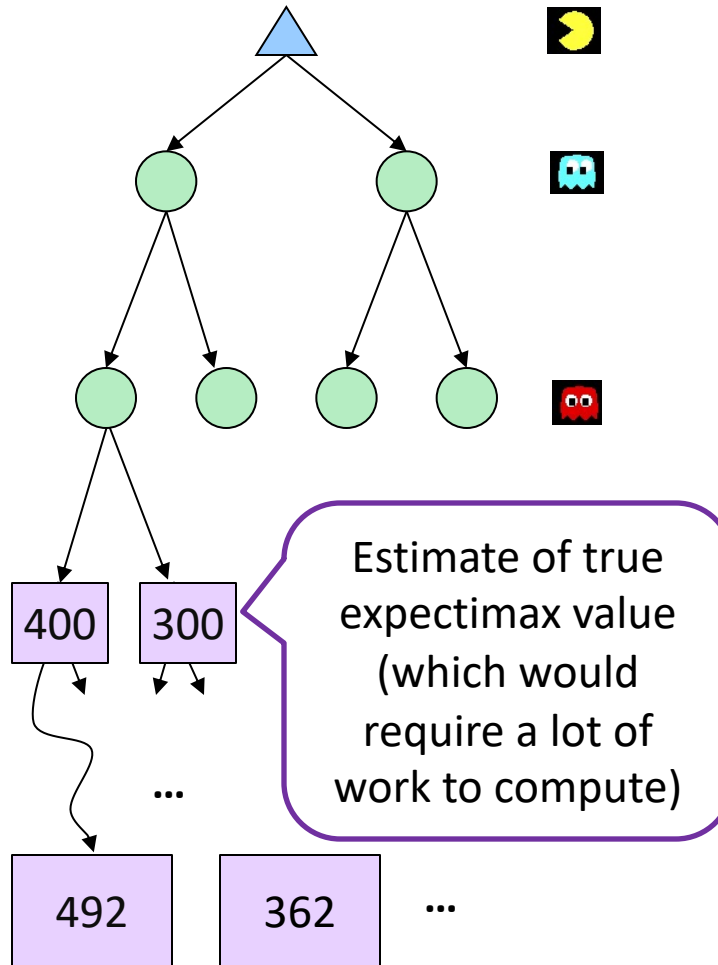 Estimate of true
expectimax value
400 300
(which would
require a lot of
work to compute)
...
492 362 ...